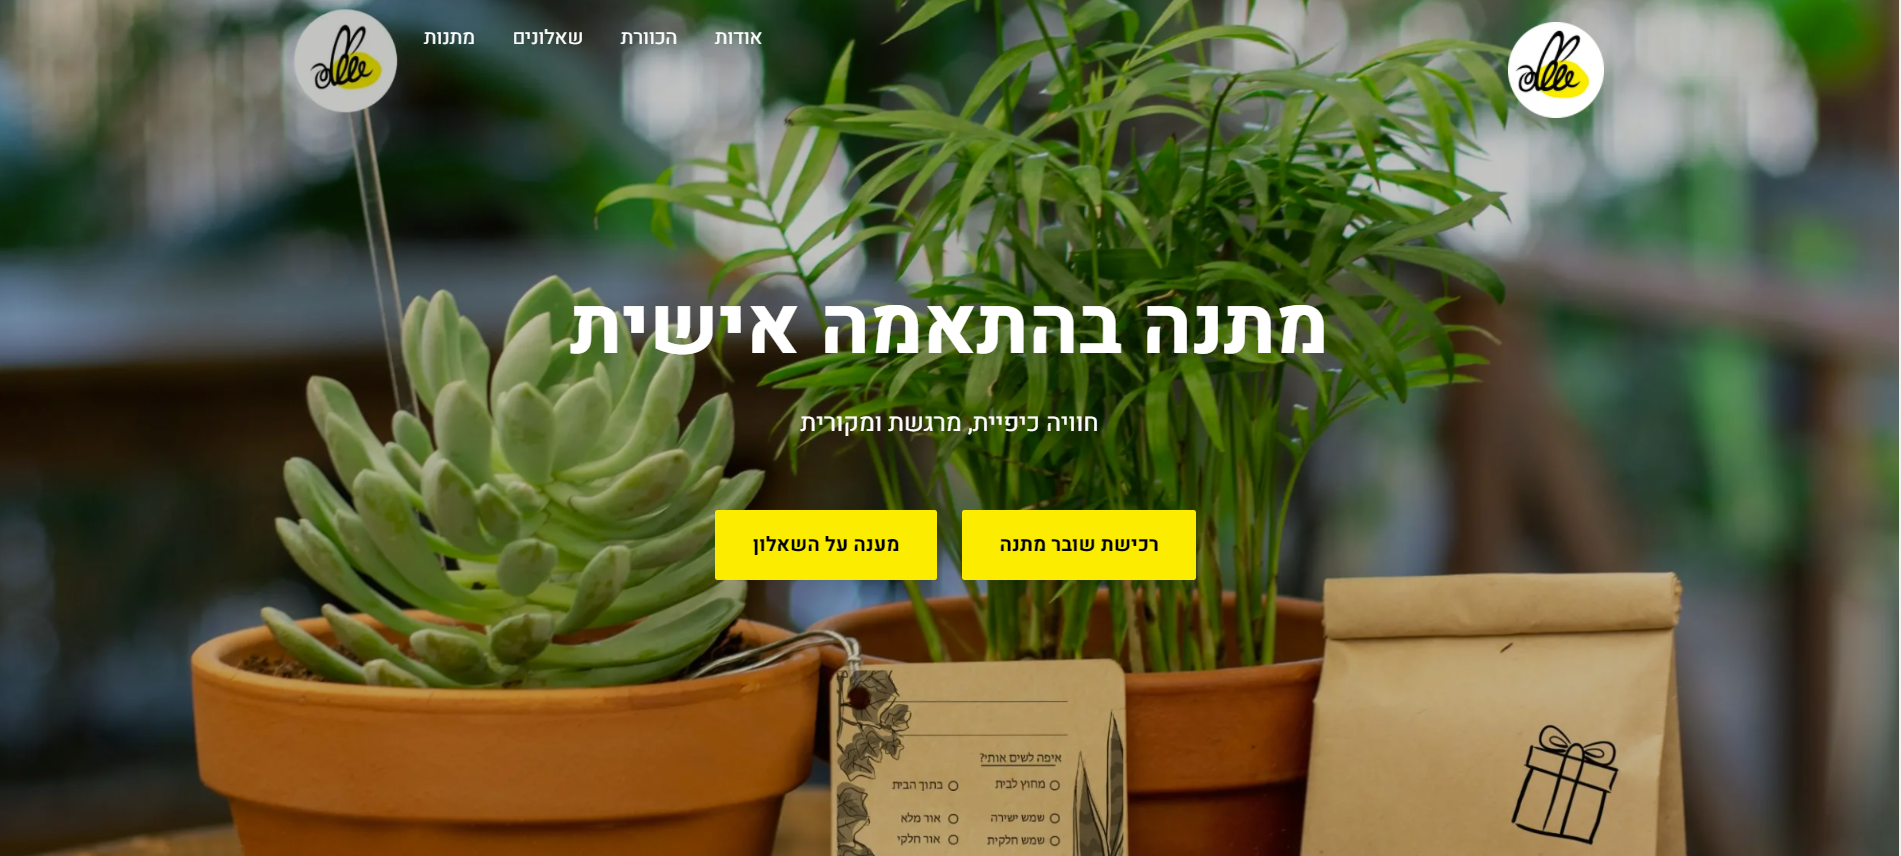 אודות
הכוורת
שאלונים
מתנות
מתנה בהתאמה אישית
חוויה כיפיית, מרגשת ומקורית
רכישת שובר מתנה
מענה על השאלון
איפה לשים אותי?
מחוץ לבית
בתוך הבית
שמש ישירה
אור מלא
שמש חלקית
אור חלקי